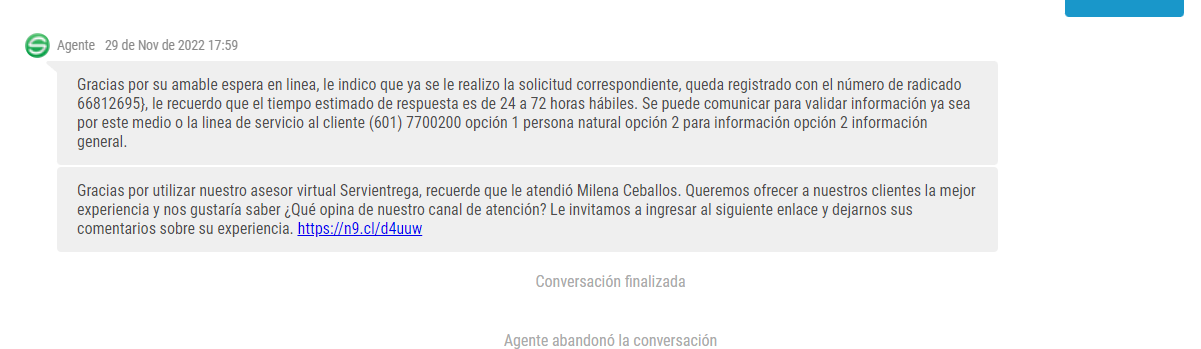 Agente 29 de Nov de 2022 17:59
Gracias por su amable espera en linea, le indico que ya se le realizo la solicitud correspondiente, queda registrado con el número de radicado
66812695}, le recuerdo que el tiempo estimado de respuesta es de 24 a 72 horas hábiles. Se puede comunicar para validar información ya sea
por este medio o la linea de servicio al cliente (601) 7700200 opción 1 persona natural opción 2 para información opción 2 información
general.
Gracias por utilizar nuestro asesor virtual Servientrega, recuerde que le atendió Milena Ceballos. Queremos ofrecer a nuestros clientes la mejor
experiencia y nos gustaría saber ¿Qué opina de nuestro canal de atención? Le invitamos a ingresar al siguiente enlace y dejarnos sus
comentarios sobre su experiencia. https://n9.cl/d4uuw
Conversación finalizada
Agente abandonó la conversación